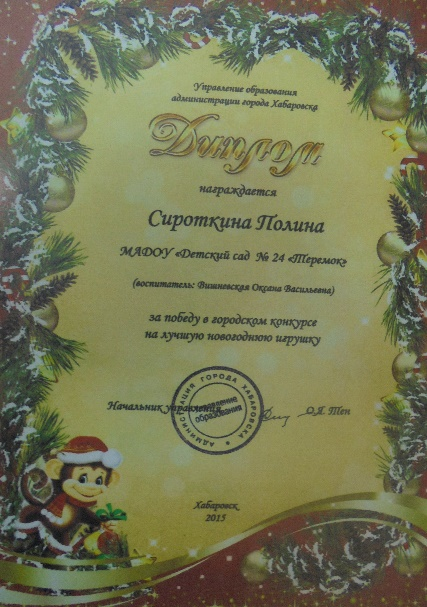 Управление образования
администрации города Хабаровска
Диплом
награждается
Сироткина Полина
МАДОУ «Детский сад № 24 «Теремок»
(воспитатель: Вишневская Оксана Васильевна)
за победу в городском конкурсе
на лучшую новогоднюю игрушку
Начальник управления О.Я. Тен
АДМИНИСТРАЦИЯ ГОРОДА ХАБАРОВСКА
управление
образования
Хабаровск
2015